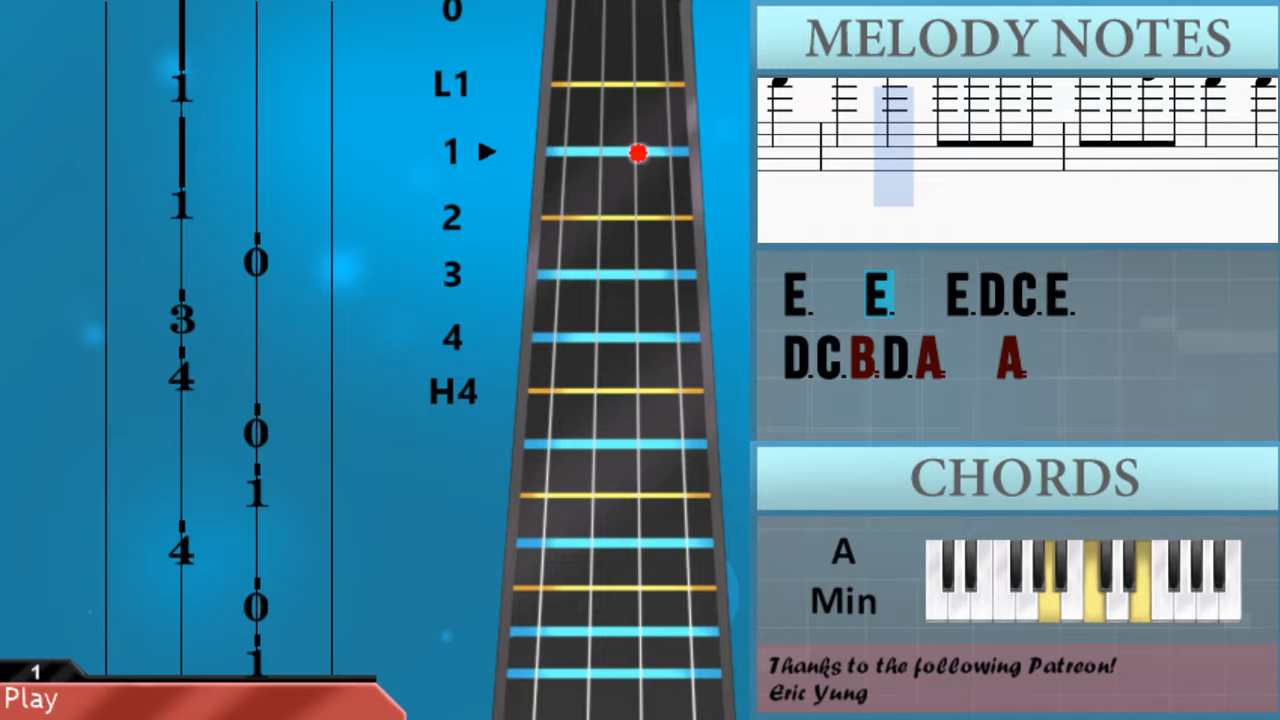 0
L1
1
2
3
4
H4
1
1
0
3
4
0
1
4
0
1
1
Play
MELODY NOTES
E. E. E.D.C.E.
D.C.B.D.A. A.
CHORDS
A
Min
Thanks to the following Patreon!
Eric Yung